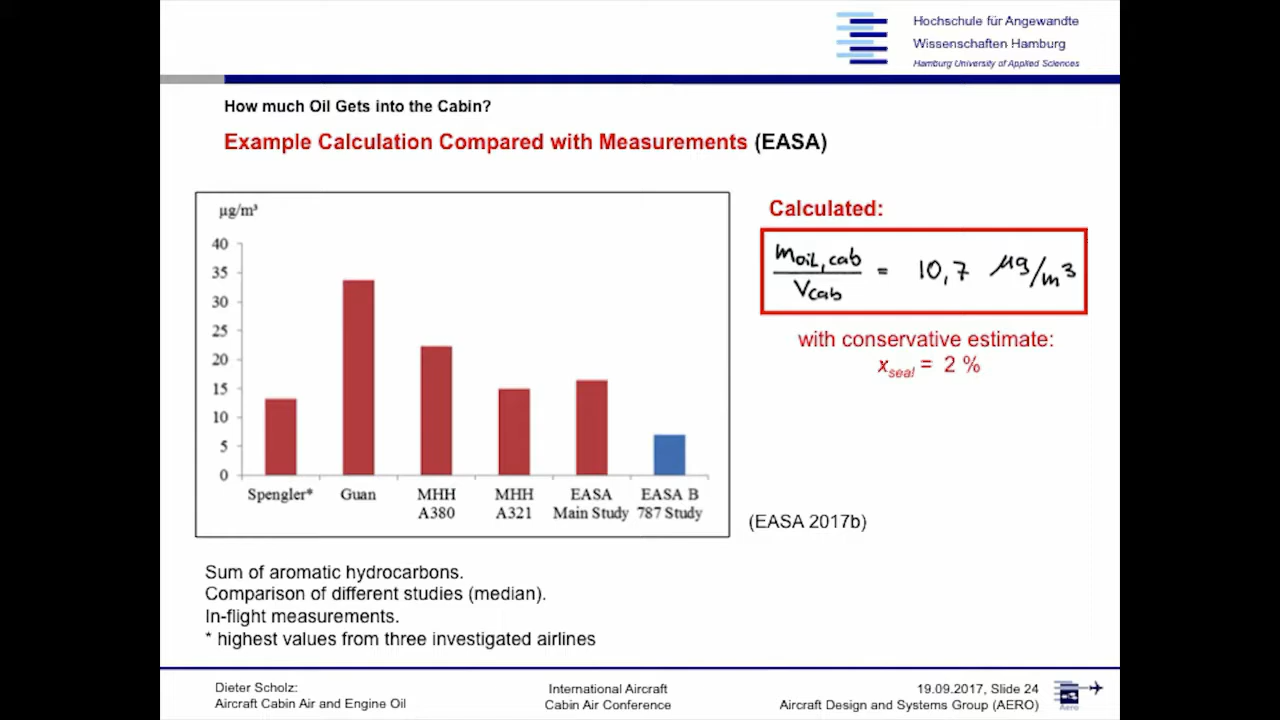 Hochschule für Angewandte
Wissenschaften Hamburg
Hamburg University of Applied Sciences
How much Oil Gets into the Cabin?
Example Calculation Compared with Measurements (EASA)
µg/m³
40
35
30
25
20
15
10
5
0
Spengler*
Guan
MHH
A380
MHH
A321
EASA
Main Study
EASA B
787 Study
Calculated:
moil, cab
Vcab
= 10,7 µg/m3
with conservative estimate:
xseal = 2 %
(EASA 2017b)
Sum of aromatic hydrocarbons.
Comparison of different studies (median).
In-flight measurements.
* highest values from three investigated airlines
Dieter Scholz:
Aircraft Cabin Air and Engine Oil
International Aircraft
Cabin Air Conference
19.09.2017, Slide 24
Aircraft Design and Systems Group (AERO)
Aero